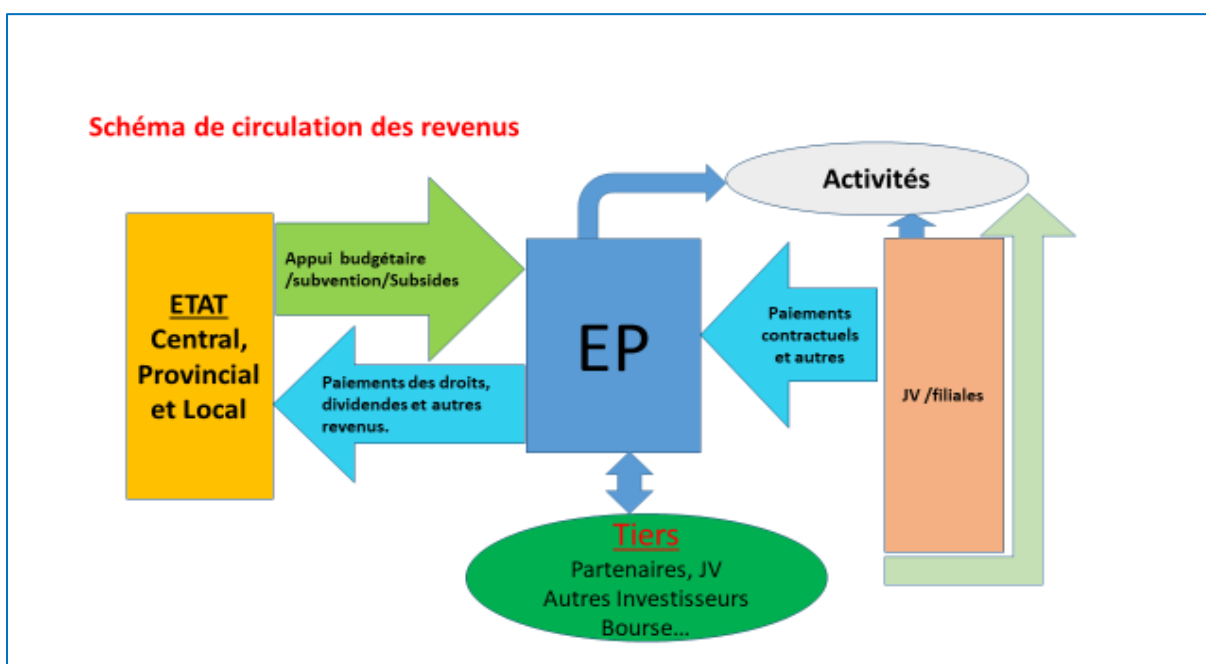 Schéma de circulation des revenus
Activités
ETAT
Central,
Provincial
et Local
Appui budgétaire
/subvention/Subsides
Paiements des droits,
dividendes et autres
revenus.
EP
Paiements
contractuels
et autres
JV /filiales
Tiers
Partenaires, JV
Autres Investisseurs
Bourse...